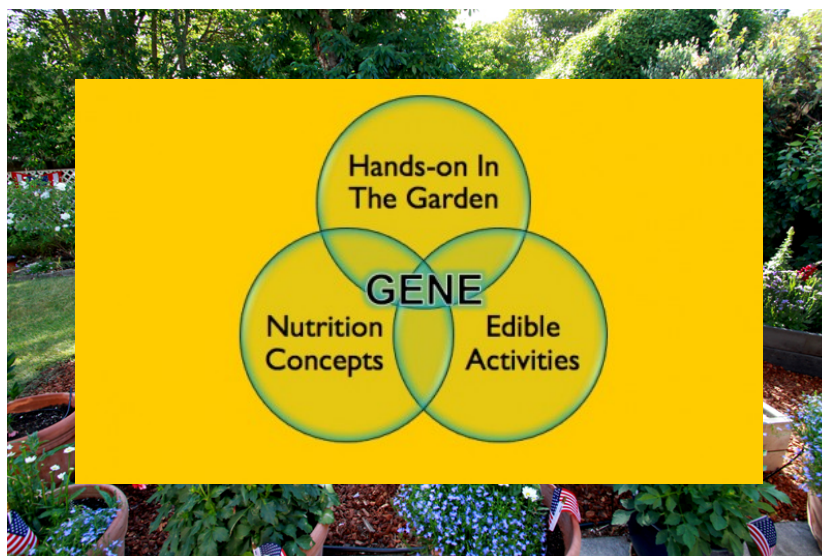 Hands-on In
The Garden
GENE
Nutrition
Concepts
Edible
Activities